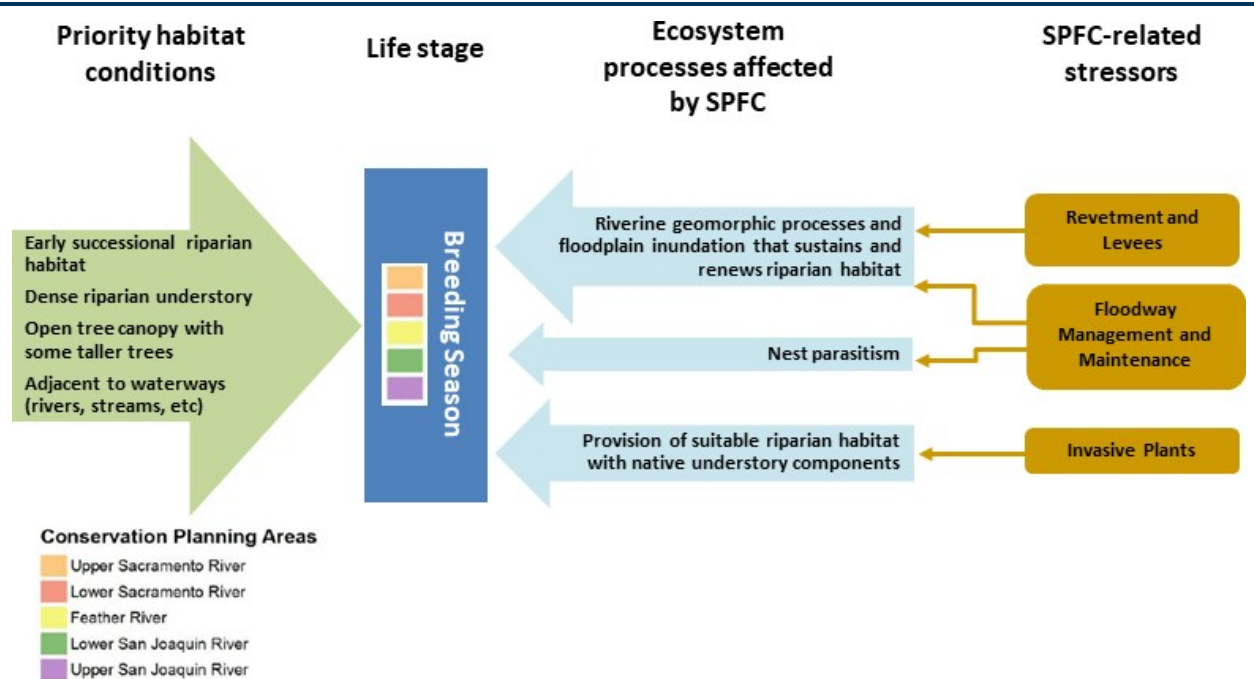 Priority habitat
conditions
Life stage
Ecosystem
processes affected
by SPFC
SPFC-related
stressors
Early successional riparian
habitat
Dense riparian understory
Open tree canopy with
some taller trees
Adjacent to waterways
(rivers, streams, etc)
Breeding Season
Riverine geomorphic processes and
floodplain inundation that sustains and
renews riparian habitat
Nest parasitism
Provision of suitable riparian habitat
with native understory components
Revetment and
Levees
Floodway
Management and
Maintenance
Invasive Plants
Conservation Planning Areas
Upper Sacramento River
Lower Sacramento River
Feather River
Lower San Joaquin River
Upper San Joaquin River